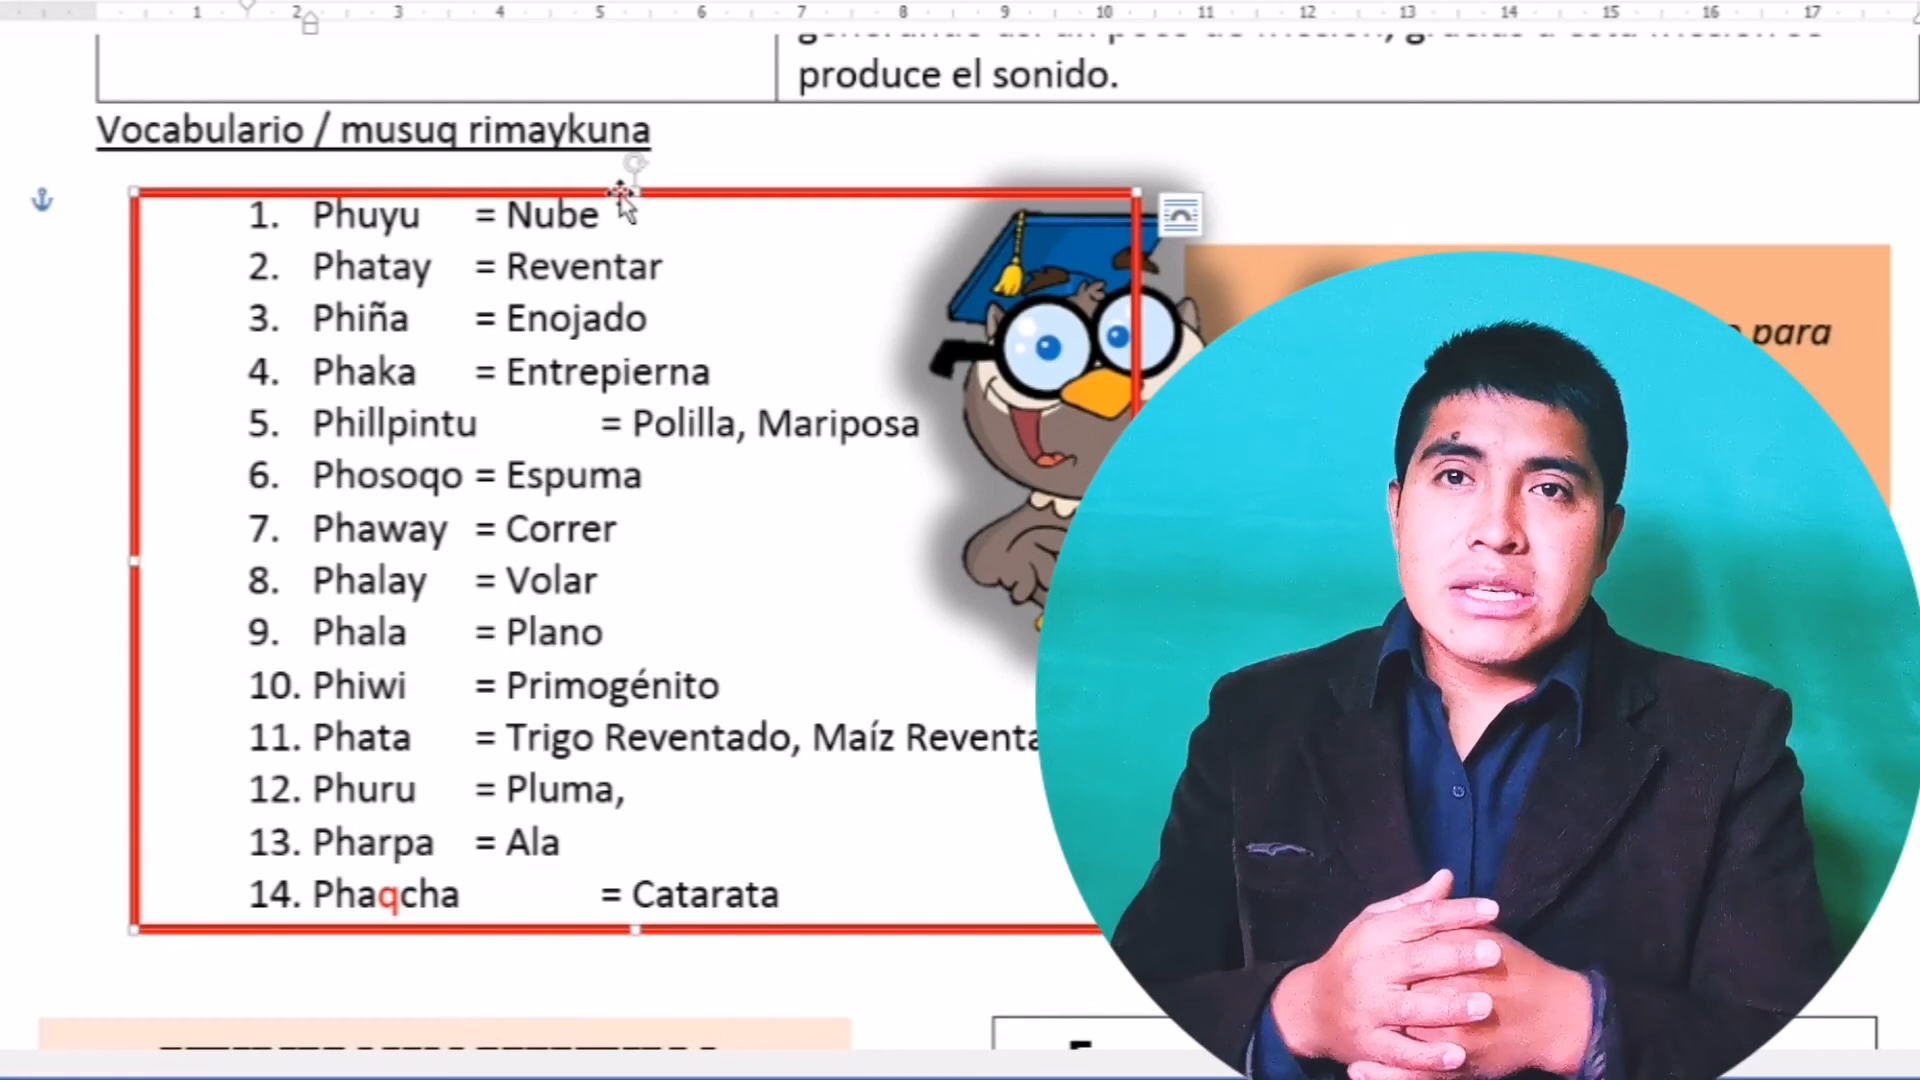 produce el sonido.
Vocabulario / musuq rimaykuna
1. Phuyu = Nube
2. Phatay = Reventar
3. Phiña = Enojado
4. Phaka = Entrepierna
5. Phillpintu = Polilla, Mariposa
6. Phosoqo = Espuma
7. Phaway = Correr
8. Phalay = Volar
9. Phala = Plano
10. Phiwi = Primogénito
11. Phata = Trigo Reventado, Maíz Reventa
12. Phuru = Pluma,
13. Pharpa = Ala
14. Phaqcha = Catarata
para